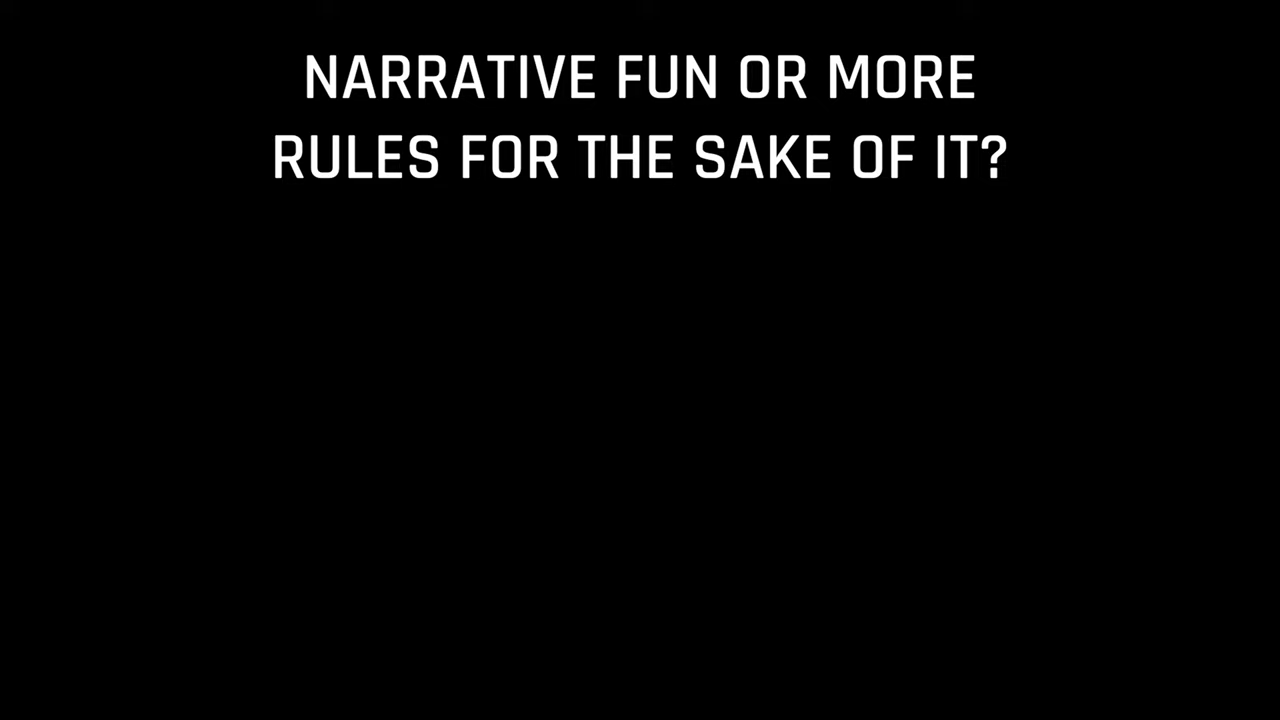 NARRATIVE FUN OR MORE
RULES FOR THE SAKE OF IT?